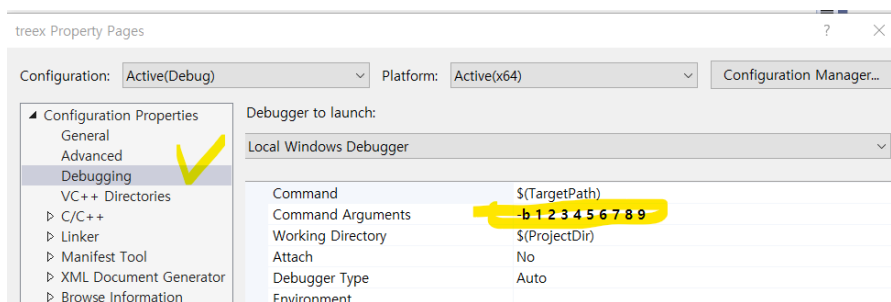 treex Property Pages ? ×
Configuration: Active(Debug) Platform: Active(x64) Configuration Manager...
Configuration Properties
General
Advanced
Debugging
VC++ Directories
C/C++
Linker
Manifest Tool
XML Document Generator
Browse Information
Debugger to launch:
Local Windows Debugger
Command $(TargetPath)
Command Arguments -b 1 2 3 4 5 6 7 8 9
Working Directory $(ProjectDir)
Attach No
Debugger Type Auto
Environment